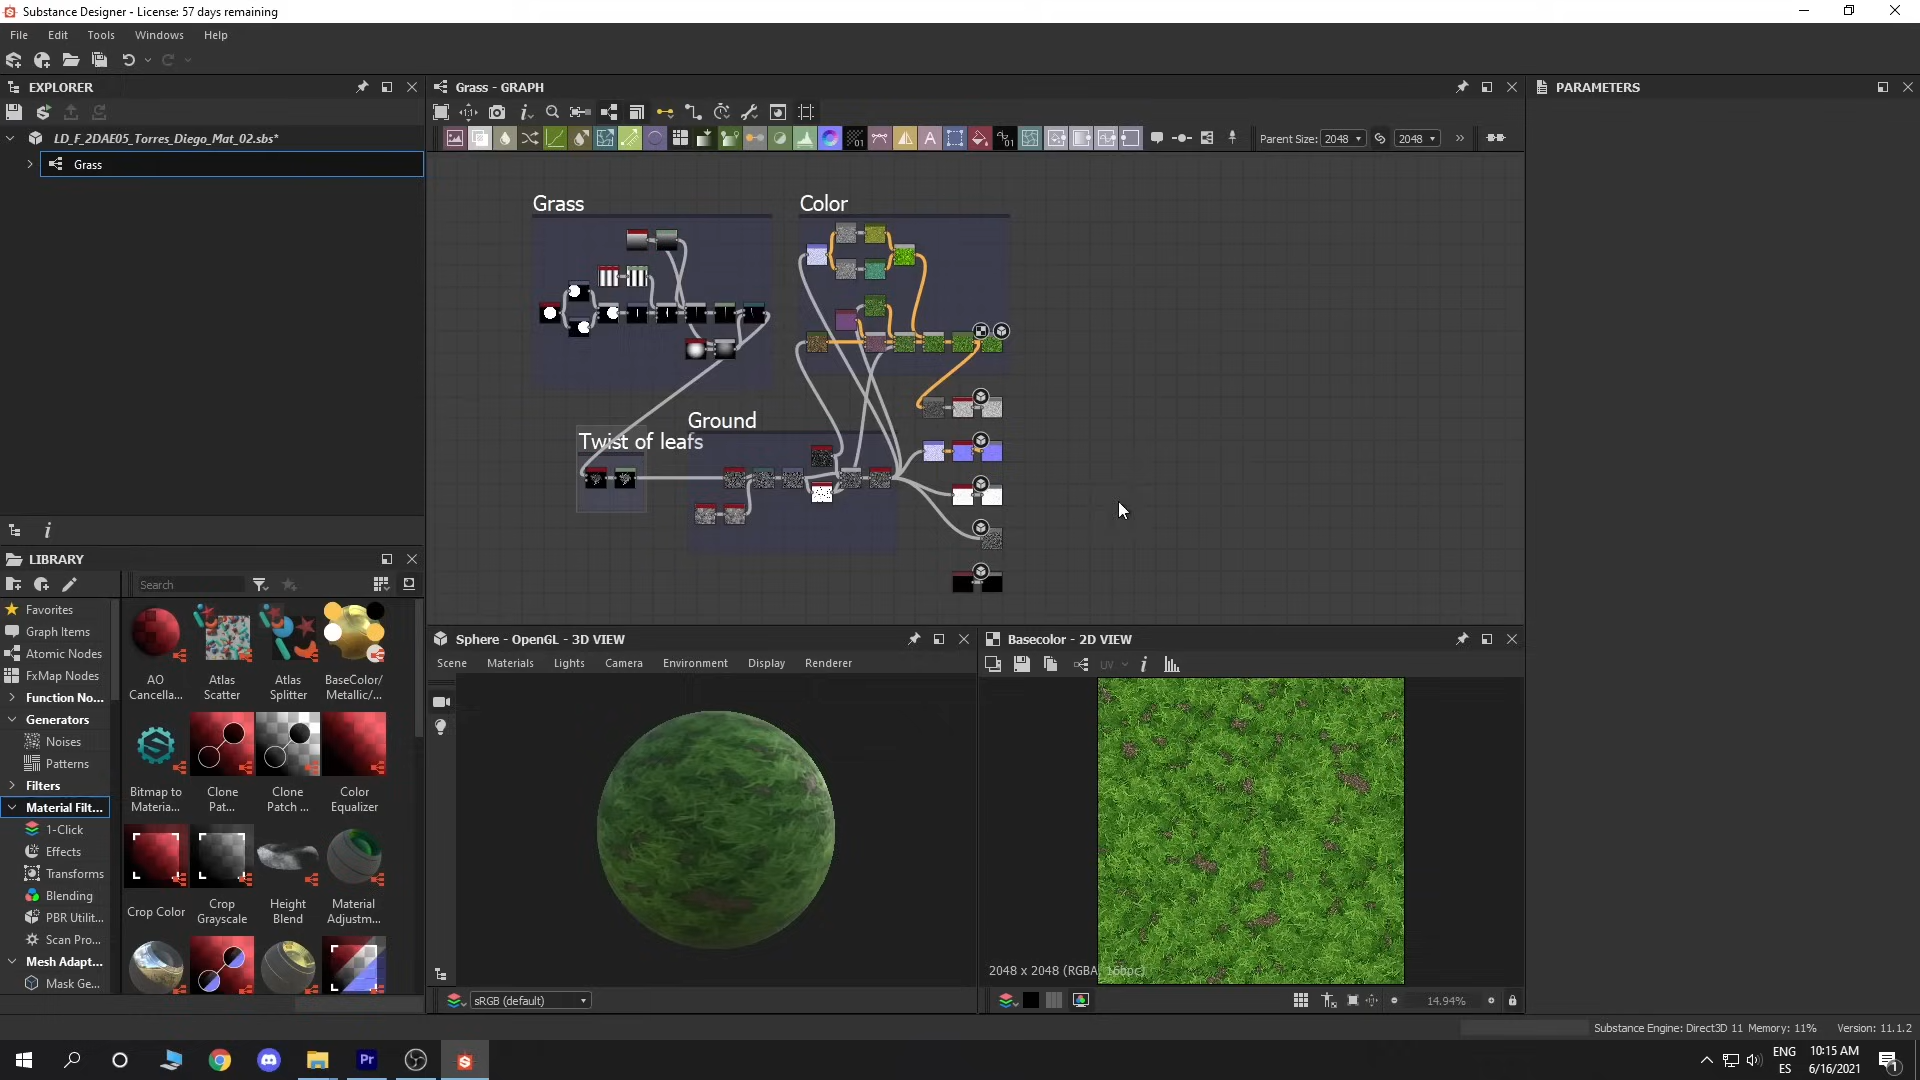 Substance Designer - License: 57 days remaining
File Edit Tools Windows Help
EXPLORER
LD_F_2DAE05_Torres_Diego_Mat_02.sbs*
Grass
Grass - GRAPH
Parent Size: 2048 2048
Grass
Color
Ground
Twist of leafs
PARAMETERS
LIBRARY
Search
Favorites
Graph Items
Atomic Nodes
FxMap Nodes
Function No...
Generators
Noises
Patterns
Filters
Material Filt...
1-Click
Effects
Transforms
Blending
PBR Utilit...
Scan Pro...
Mesh Adapt...
Mask Ge...
AO Cancella...
Atlas Scatter
Atlas Splitter
BaseColor/ Metallic/...
Bitmap to Materia...
Clone Pat...
Clone Patch ...
Color Equalizer
Crop Color
Crop Grayscale
Height Blend
Material Adjustm...
Sphere - OpenGL - 3D VIEW
Scene Materials Lights Camera Environment Display Renderer
sRGB (default)
Basecolor - 2D VIEW
UV
2048 x 2048 (RGBA, 16bpc)
14.94%
Substance Engine: Direct3D 11 Memory: 11% Version: 11.1.2
Pr
ENG
ES
10:15 AM
6/16/2021
1